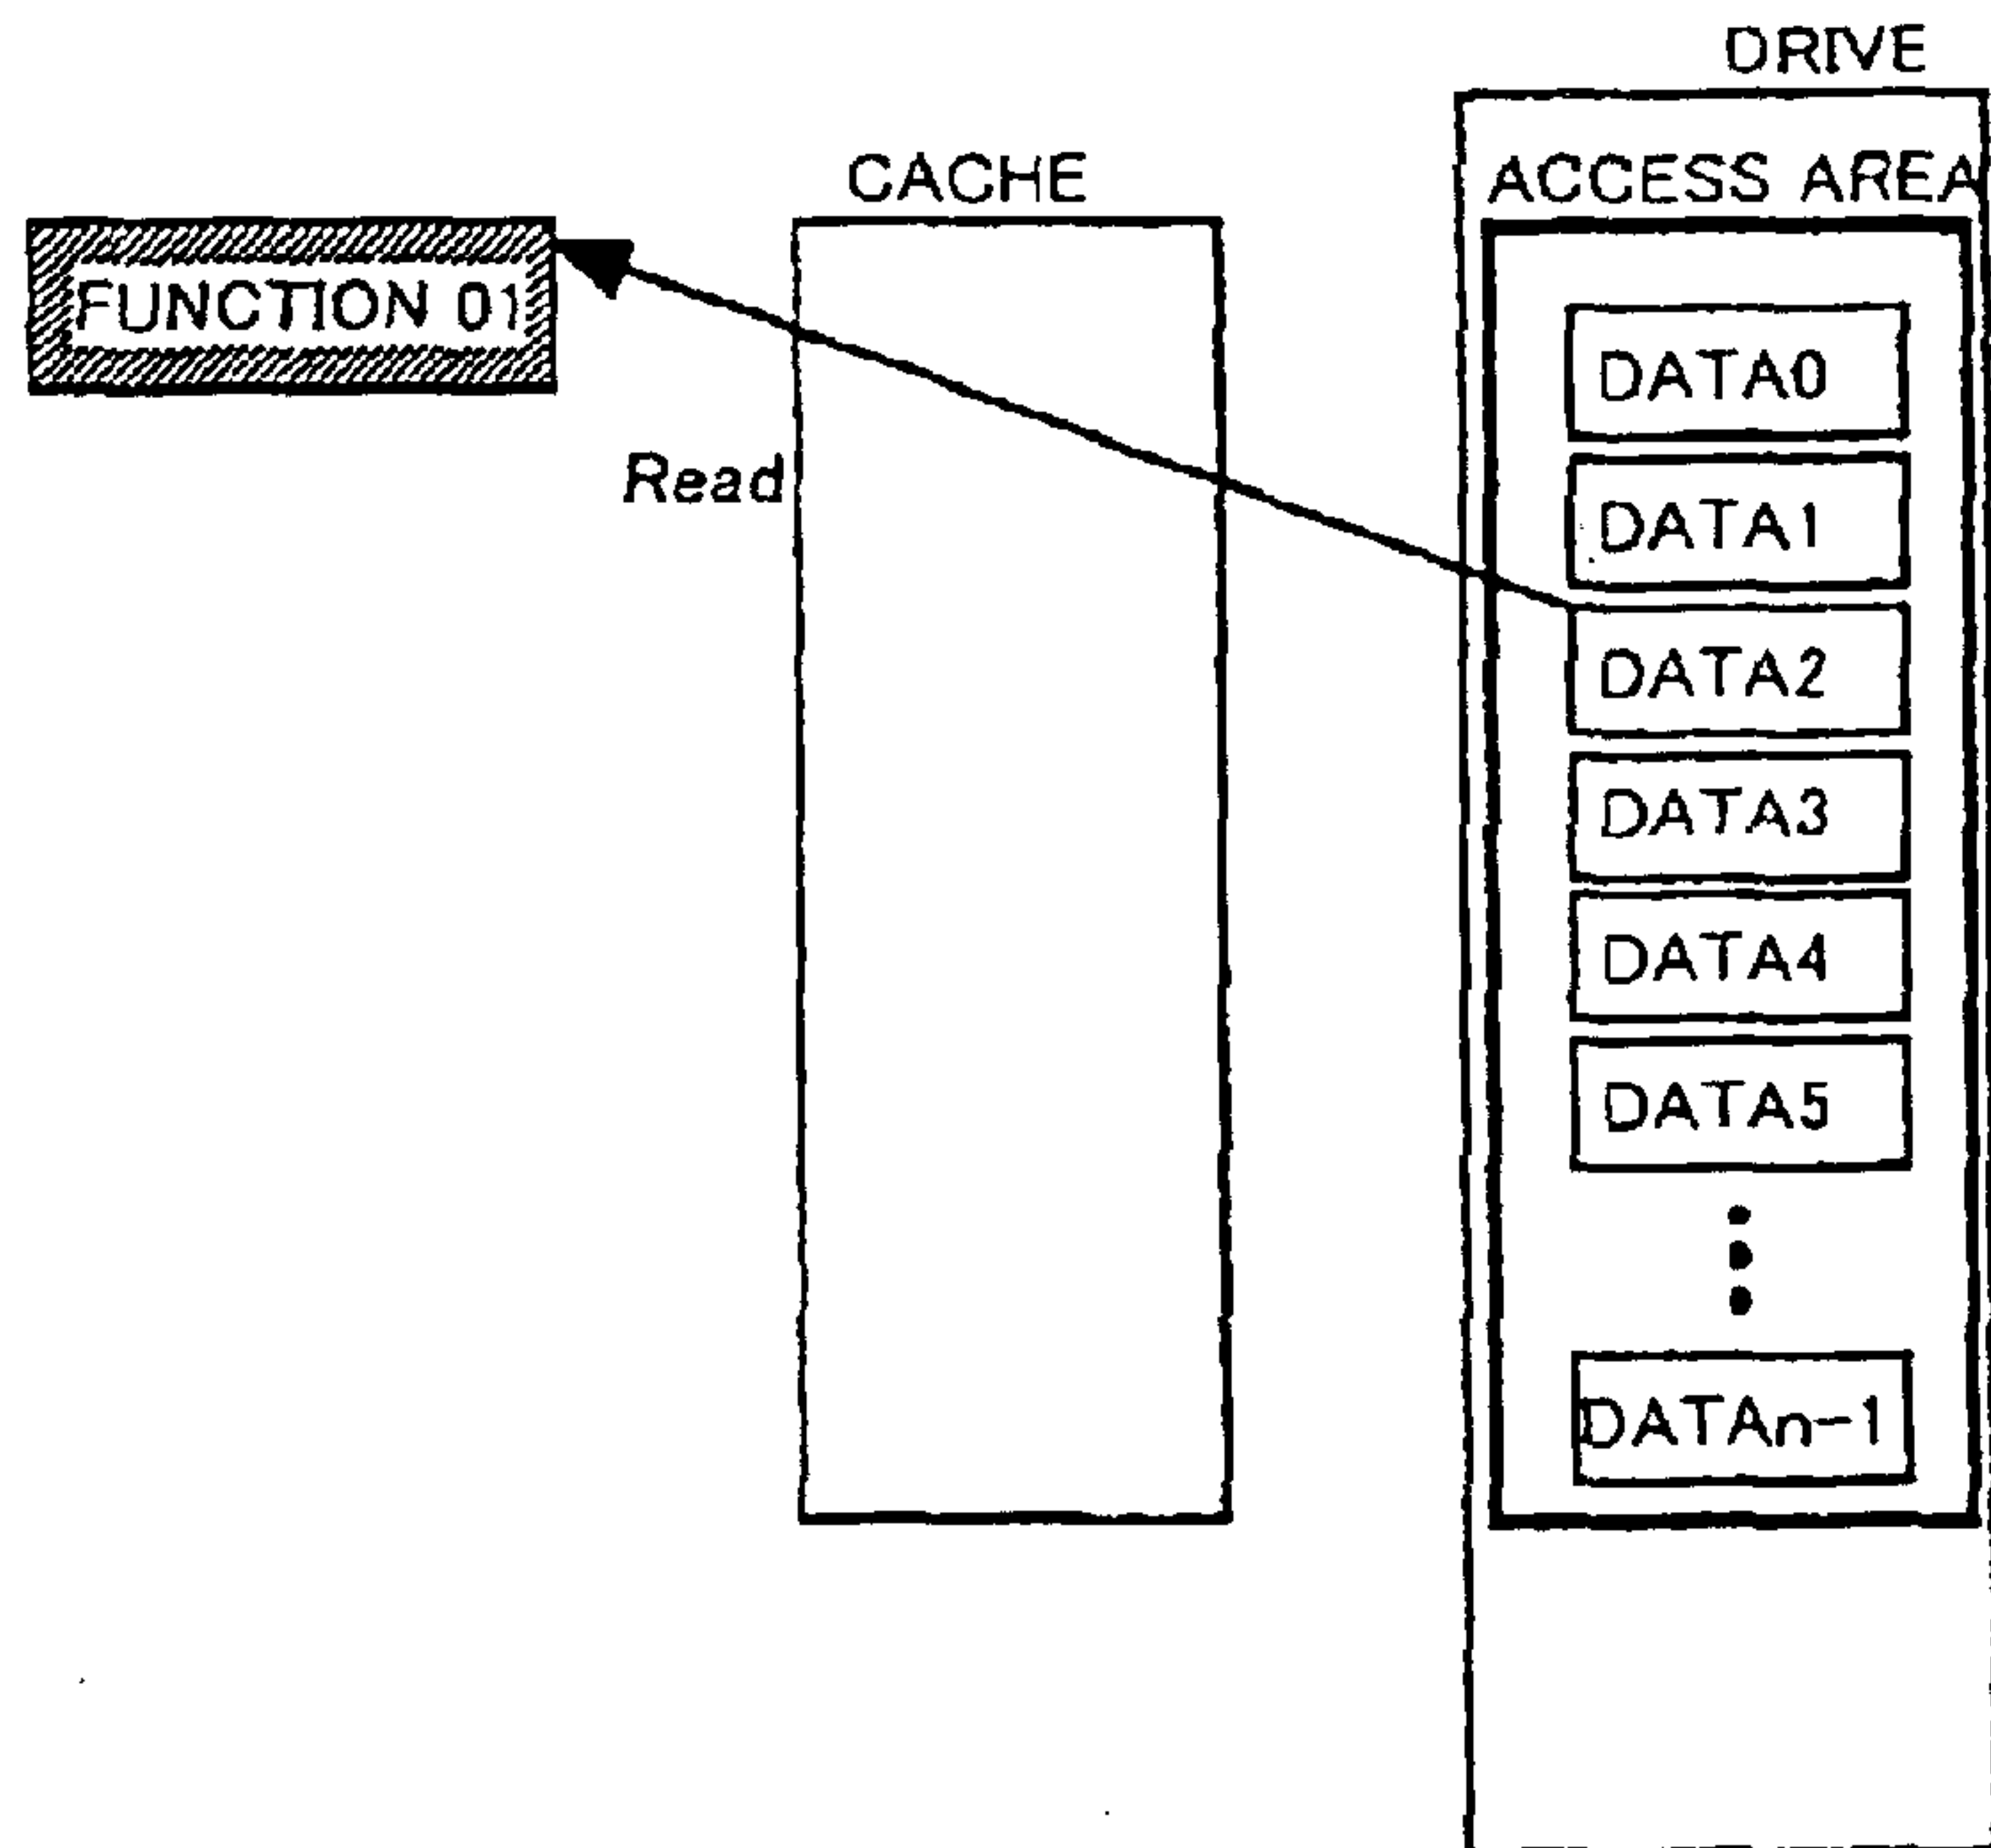 DRIVE
CACHE
ACCESS AREA
FUNCTION 01
Read
DATA0
DATA1
DATA2
DATA3
DATA4
DATA5
DATAn-1